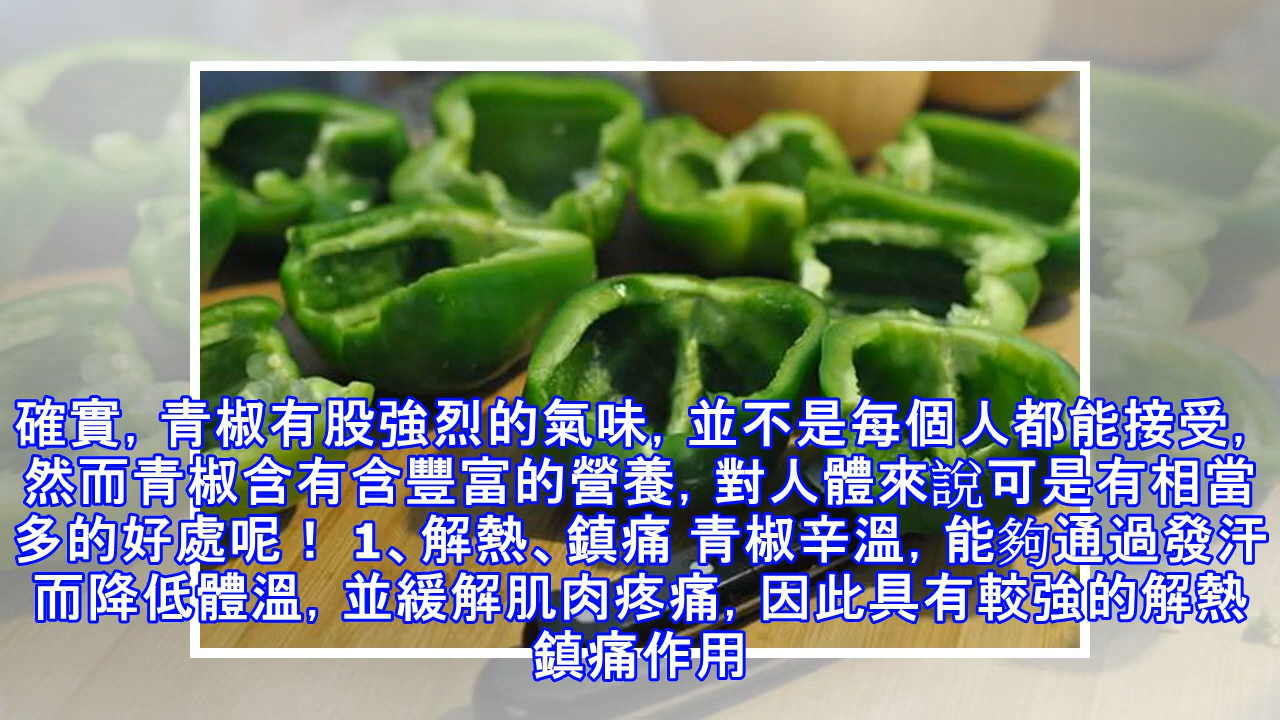 確實, 青椒有股強烈的氣味, 並不是每個人都能接受,
然而青椒含有含豐富的營養, 對人體來說可是有相當
多的好處呢！ 1、解熱、鎮痛 青椒辛溫, 能夠通過發汗
而降低體溫, 並緩解肌肉疼痛, 因此具有較強的解熱
鎮痛作用